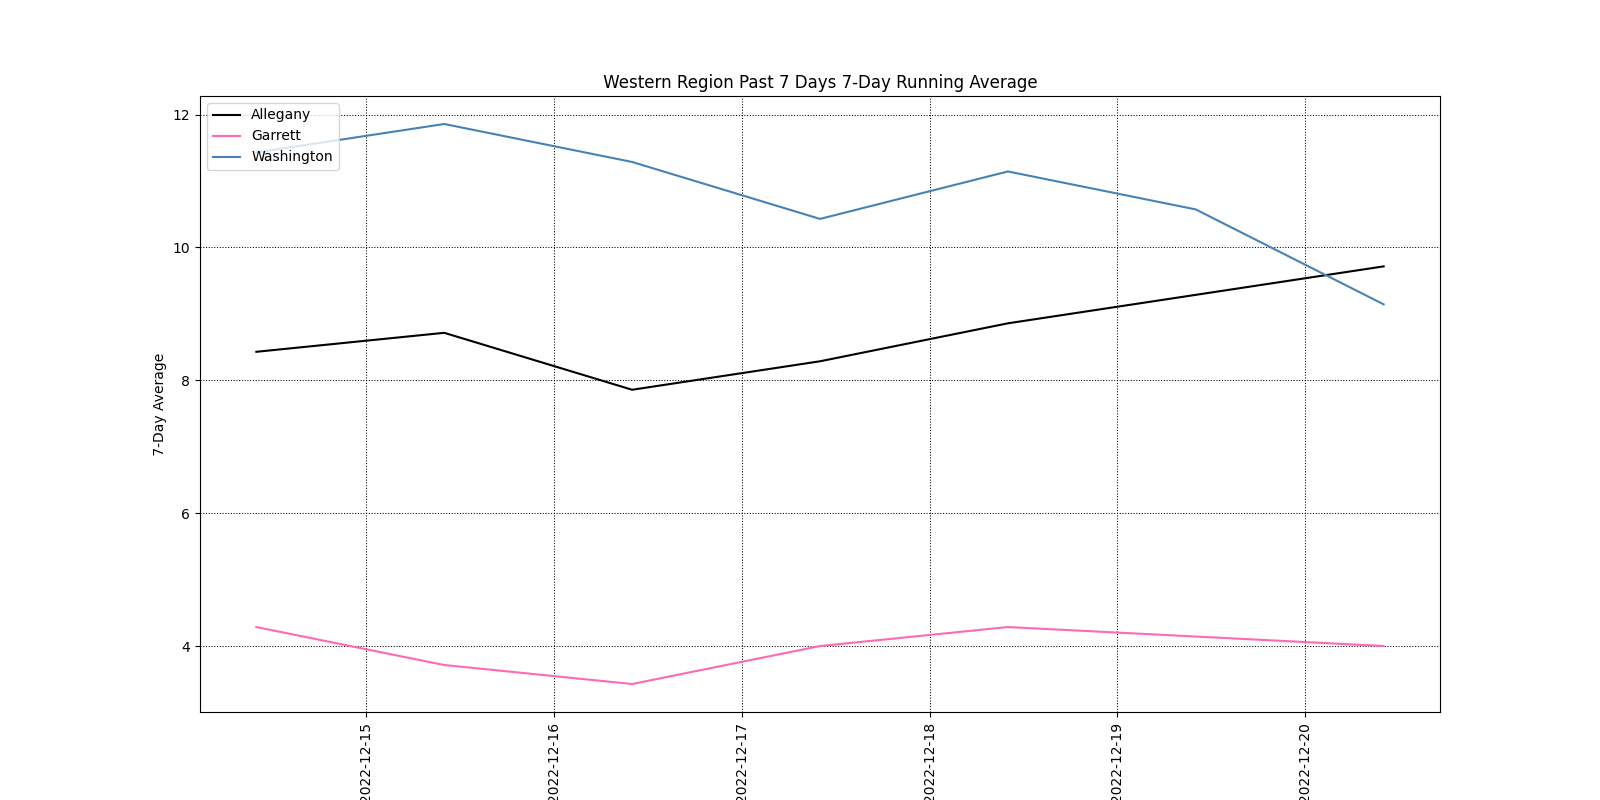 Western Region Past 7 Days 7-Day Running Average
12
10
8
6
4
7-Day Average
Allegany
Garrett
Washington
2022-12-15
2022-12-16
2022-12-17
2022-12-18
2022-12-19
2022-12-20